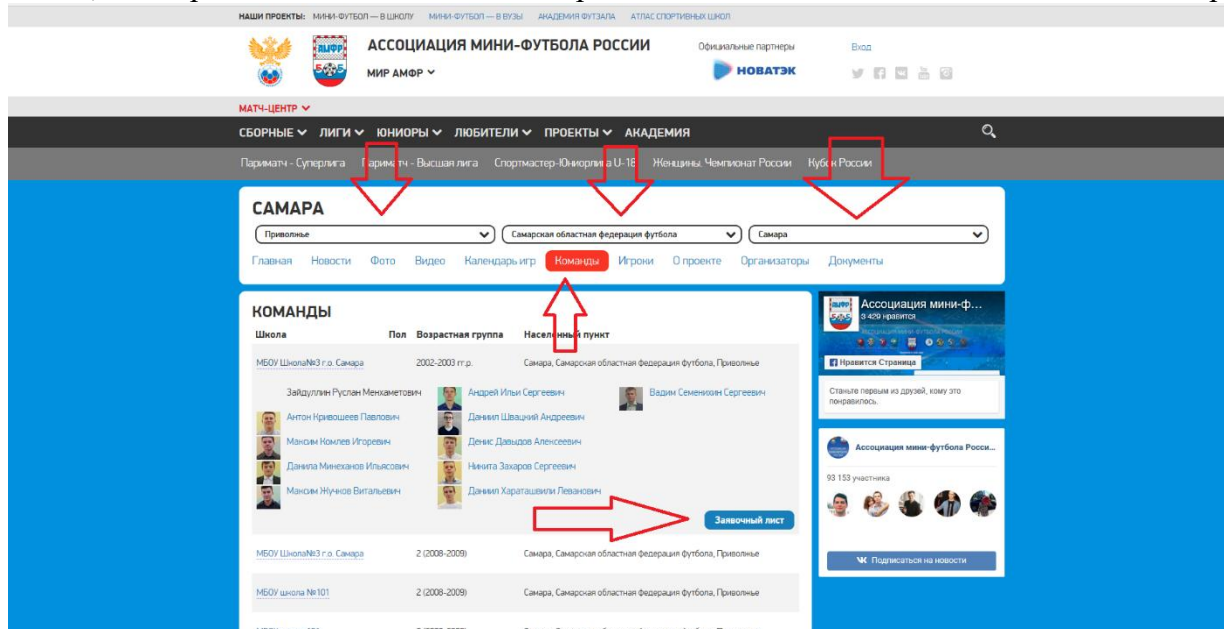 НАШИ ПРОЕКТЫ: МИНИ-ФУТБОЛ — В ШКОЛУ МИНИ-ФУТБОЛ — В ВУЗЫ АКАДЕМИЯ ФУТЗАЛА АТЛАС СПОРТИВНЫХ ШКОЛ
АМФР
АССОЦИАЦИЯ МИНИ-ФУТБОЛА РОССИИ
Официальные партнеры
Вход
МИР АМФР
НОВАТЭК
МАТЧ-ЦЕНТР
СБОРНЫЕ ЛИГИ ЮНИОРЫ ЛЮБИТЕЛИ ПРОЕКТЫ АКАДЕМИЯ
Париматч - Суперлига Париматч - Высшая лига Спортмастер-Юниорлига U-18 Женщины. Чемпионат России Кубок России
САМАРА
Приволжье Самарская областная федерация футбола Самара
Главная Новости Фото Видео Календарь игр Команды Игроки О проекте Организаторы Документы
КОМАНДЫ
Школа Пол Возрастная группа Населенный пункт
МБОУ Школа№3 г.о. Самара 2002-2003 гг.р. Самара, Самарская областная федерация футбола, Приволжье
Зайдуллин Руслан Менхаметович Андрей Ильи Сергеевич Вадим Семенихин Сергеевич
Антон Кривошеев Павлович Даниил Швацкий Андреевич
Максим Комлев Игоревич Денис Давыдов Алексеевич
Данила Минеханов Ильясович Никита Захаров Сергеевич
Максим Жучков Витальевич Даниил Хараташвили Леванович
Заявочный лист
МБОУ Школа№3 г.о. Самара 2 (2008-2009) Самара, Самарская областная федерация футбола, Приволжье
МБОУ школа №101 2 (2008-2009) Самара, Самарская областная федерация футбола, Приволжье
Ассоциация мини-ф...
3 429 нравится
Нравится Страница
Станьте первым из друзей, кому это
понравилось.
Ассоциация мини-футбола Росси...
93 153 участника
Подписаться на новости